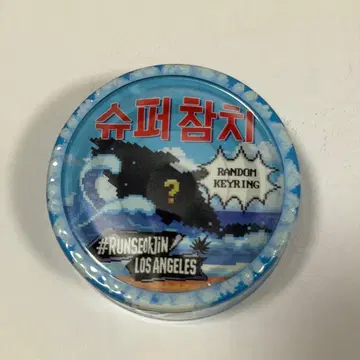 슈퍼참치
RANDOM
KEYRING
?
#RUNSEOKJIN
LOS ANGELES